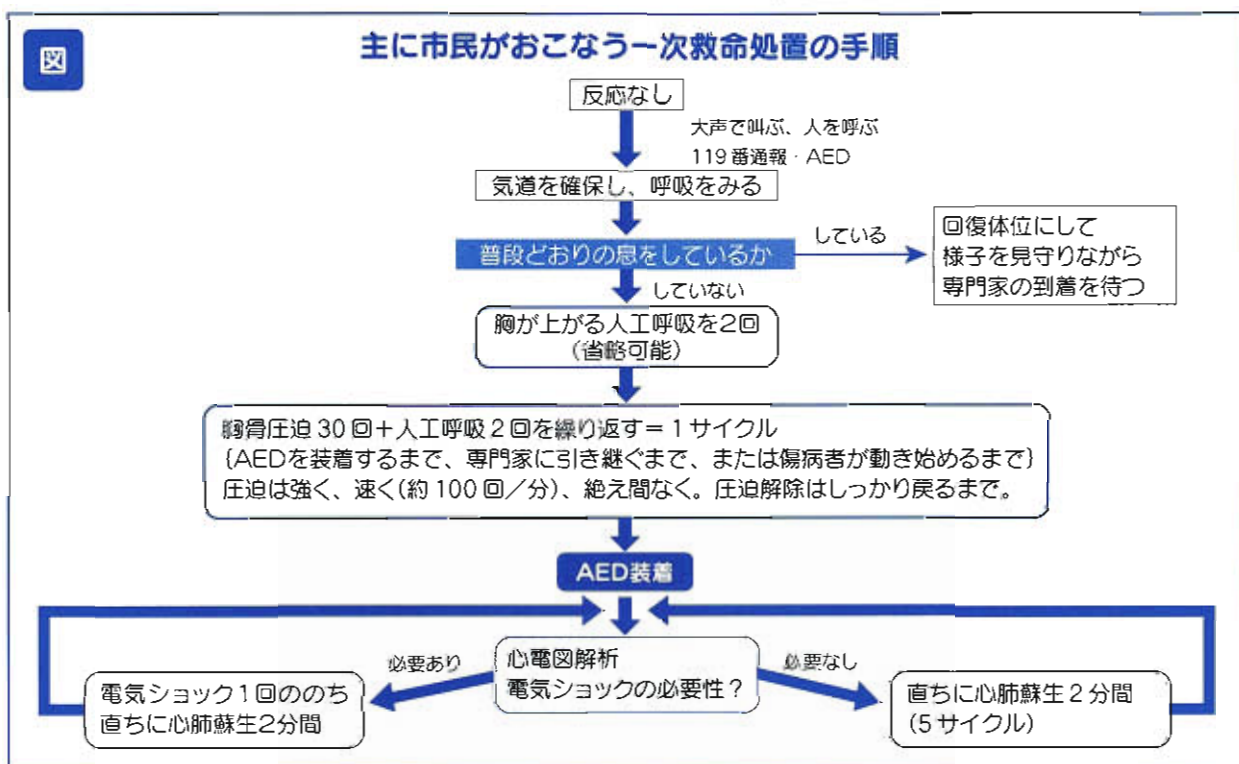 図
主に市民がおこなう一次救命処置の手順
反応なし
大声で叫ぶ、人を呼ぶ
119番通報・AED
気道を確保し、呼吸をみる
普段どおりの息をしているか
している
回復体位にして
様子を見守りながら
専門家の到着を待つ
していない
胸が上がる人工呼吸を2回
(省略可能)
胸骨圧迫30回+人工呼吸2回を繰り返す=1サイクル
{AEDを装着するまで、専門家に引き継ぐまで、または傷病者が動き始めるまで}
圧迫は強く、速く(約100回/分)、絶え間なく。圧迫解除はしっかり戻るまで。
AED装着
心電図解析
電気ショックの必要性?
必要あり
必要なし
電気ショック1回ののち
直ちに心肺蘇生2分間
直ちに心肺蘇生2分間
(5サイクル)